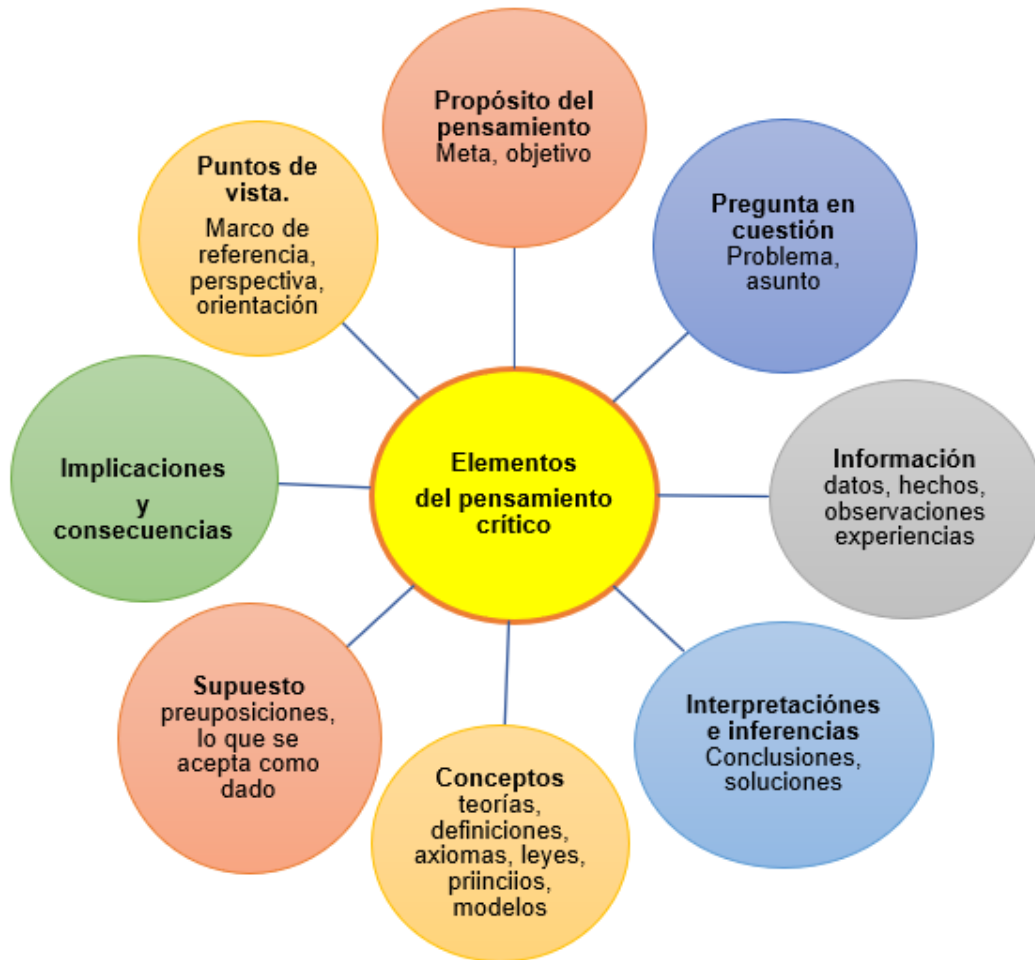 Propósito del
pensamiento
Meta, objetivo
Pregunta en
cuestión
Problema,
asunto
Información
datos, hechos,
observaciones
experiencias
Interpretaciónes
e inferencias
Conclusiones,
soluciones
Conceptos
teorías,
definiciones,
axiomas, leyes,
priinciios,
modelos
Supuesto
preuposiciones,
lo que se
acepta como
dado
Implicaciones
y
consecuencias
Puntos de
vista.
Marco de
referencia,
perspectiva,
orientación
Elementos
del pensamiento
crítico